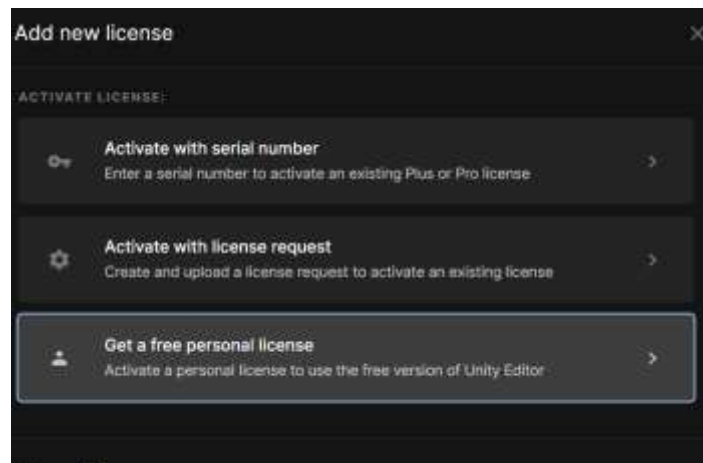 Add new license
ACTIVATE LICENSE:
Activate with serial number
Enter a serial number to activate an existing Plus or Pro license
Activate with license request
Create and upload a license request to activate an existing license
Get a free personal license
Activate a personal license to use the free version of Unity Editor